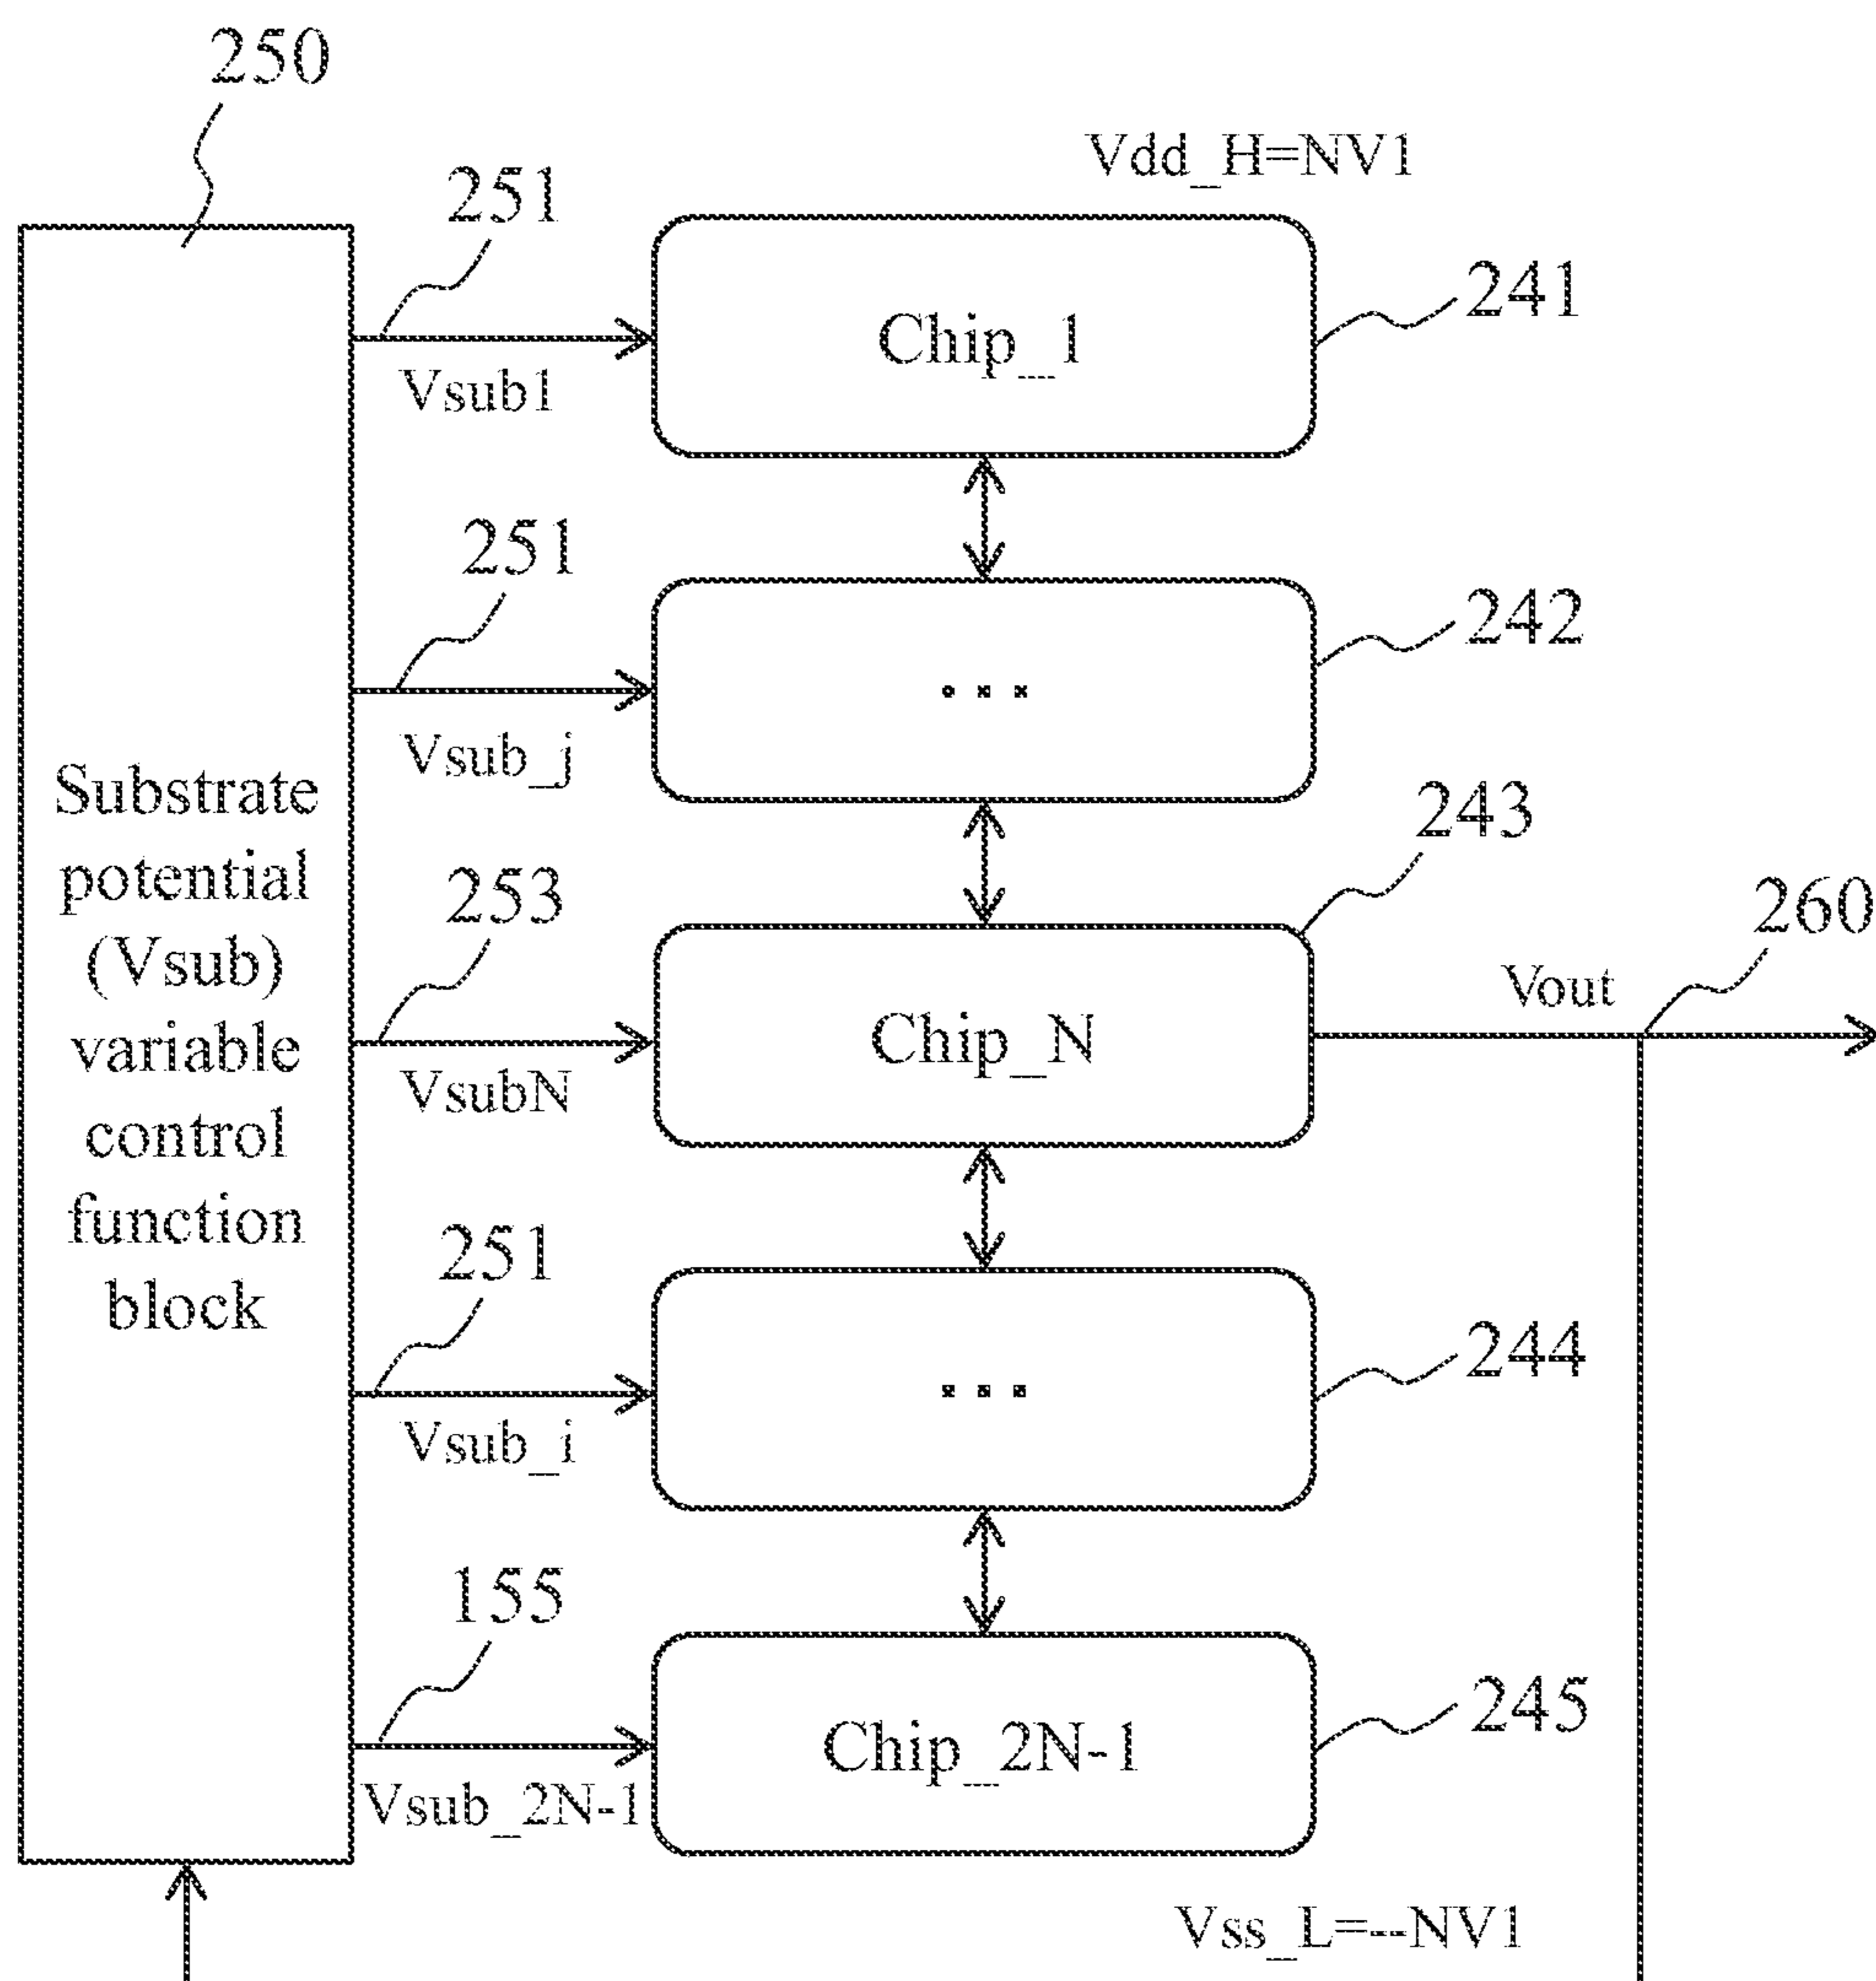 250
Vdd_H=NV1
251
241
Chip_1
Vsub1
251
242
...
Vsub_j
Substrate
potential
(Vsub)
variable
control
function
block
243
253
260
Vout
Chip_N
VsubN
251
244
...
Vsub_i
155
245
Chip_2N-1
Vsub_2N-1
Vss_L=--NV1